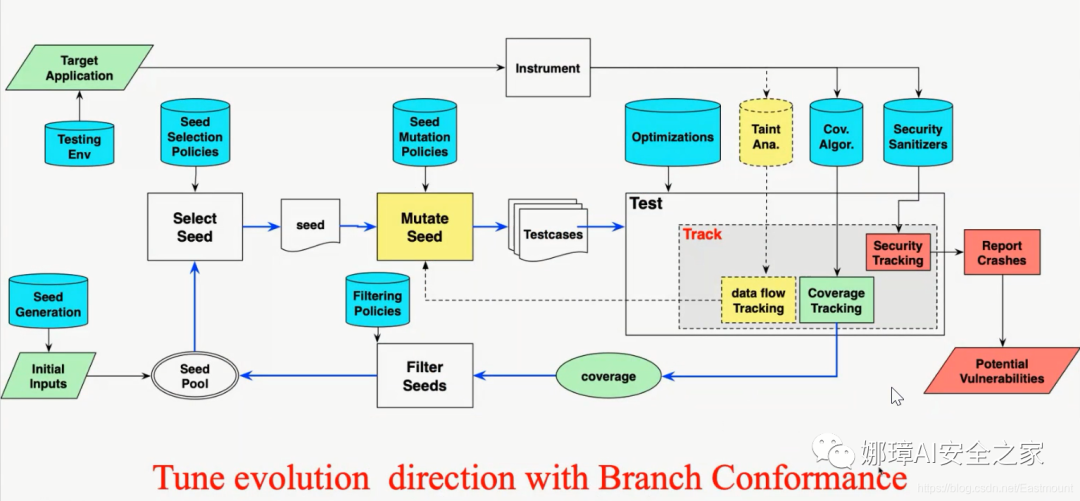 Target
Application
Instrument
Testing
Env
Seed
Selection
Policies
Seed
Mutation
Policies
Optimizations
Taint
Ana.
Cov.
Algor.
Security
Sanitizers
Select
Seed
seed
Mutate
Seed
Testcases
Test
Track
Security
Tracking
Report
Crashes
data flow
Tracking
Coverage
Tracking
Seed
Generation
Filtering
Policies
Initial
Inputs
Seed
Pool
Filter
Seeds
coverage
Potential
Vulnerabilities
娜璋AI安全之家
Tune evolution direction with Branch Conformance
https://blog.csdn.net/Eastmount